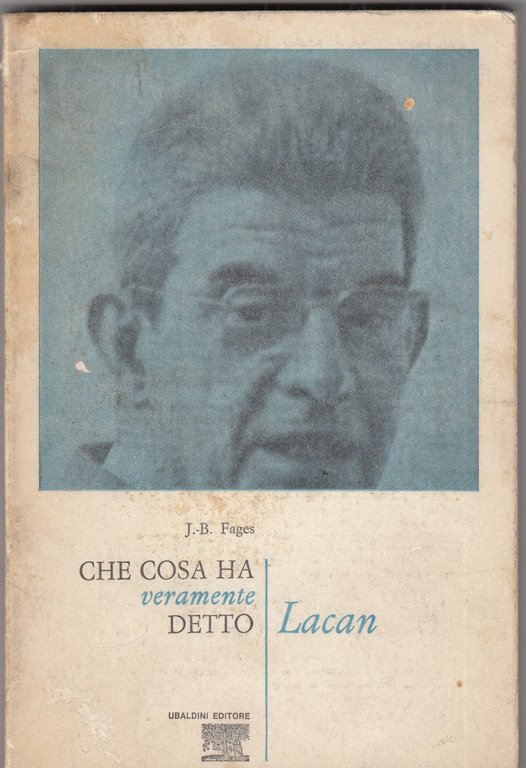 J.-B. Fages
CHE COSA HA
veramente
DETTO
Lacan
UBALDINI EDITORE